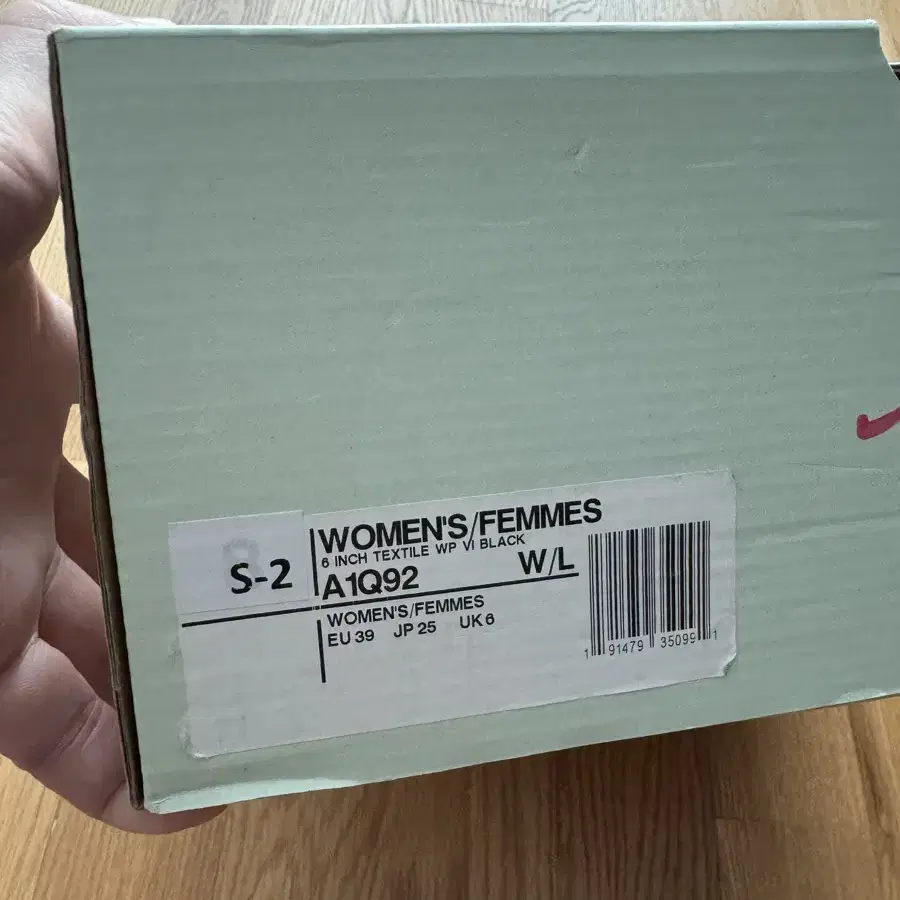 S-2
WOMEN'S/FEMMES
6 INCH TEXTILE WP VI BLACK
A1Q92 W/L
WOMEN'S/FEMMES
EU 39 JP 25 UK 6
1 91479 35099 1